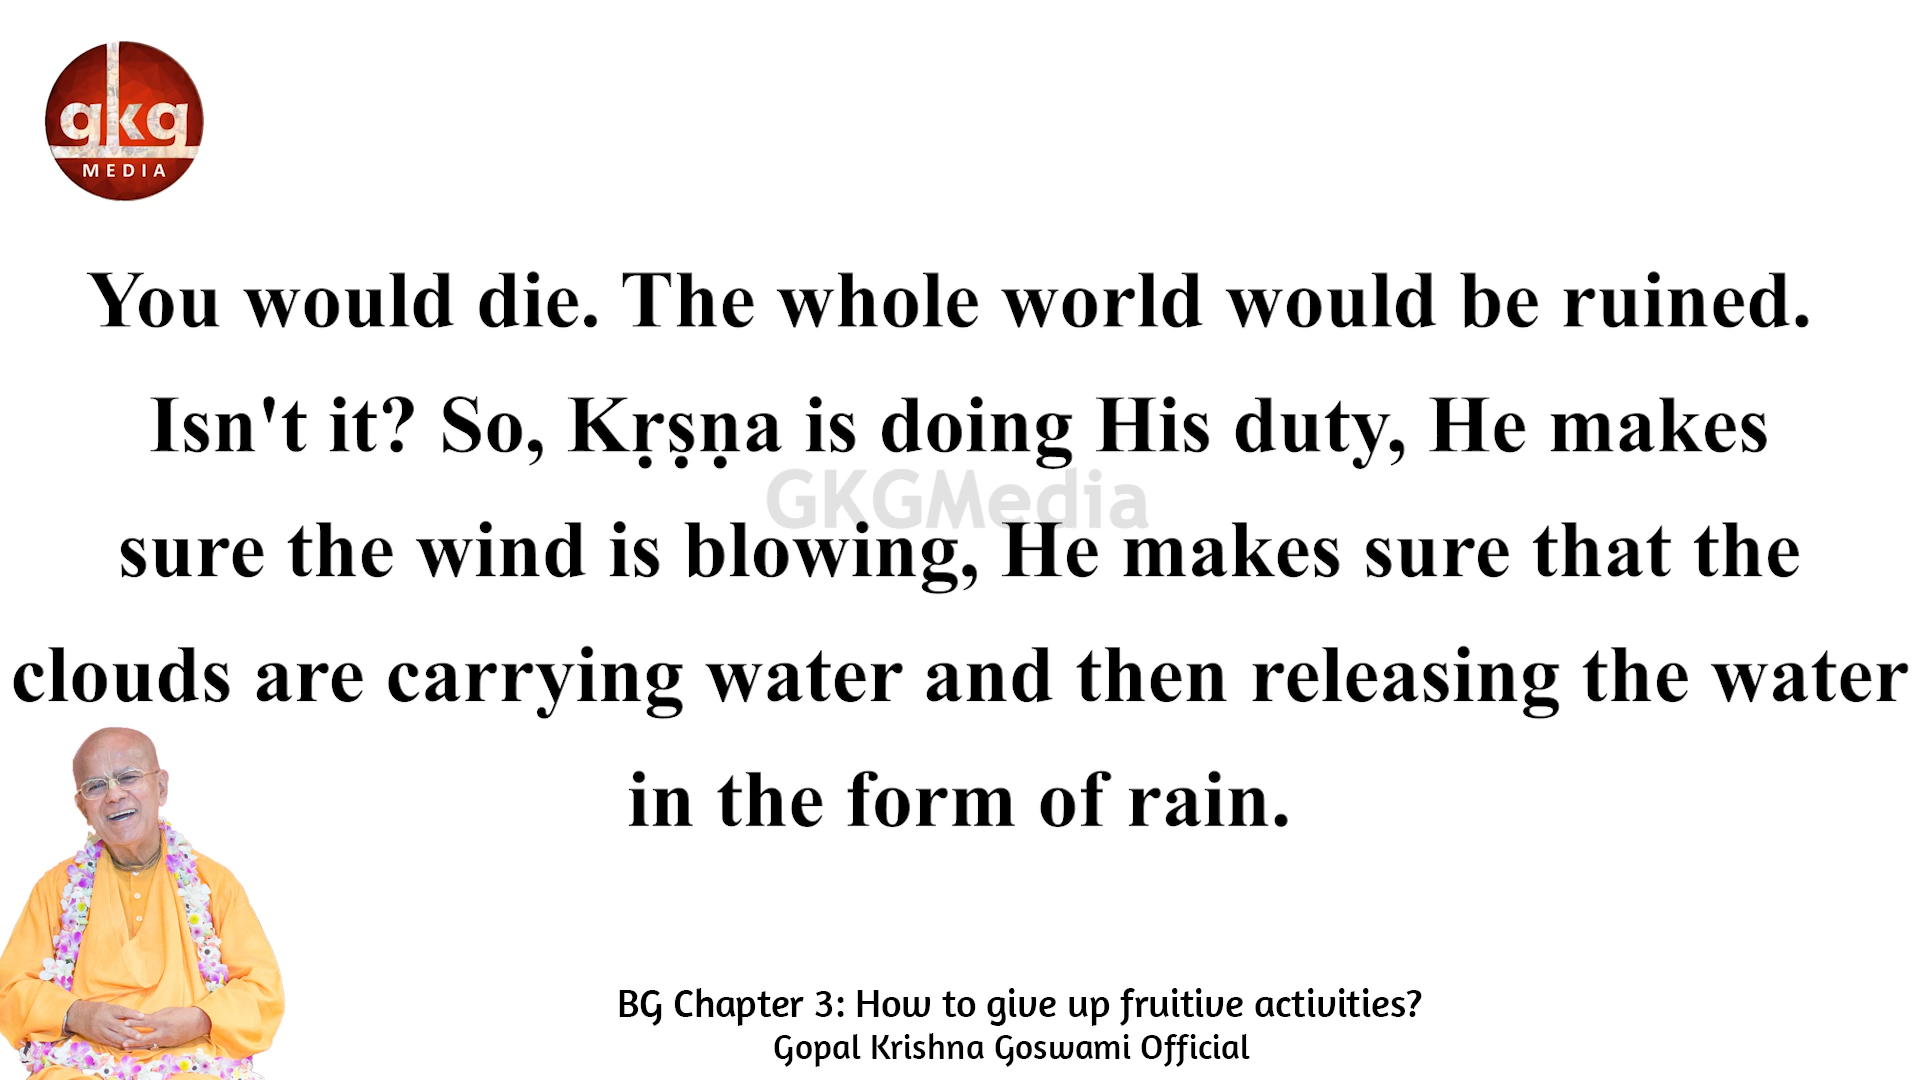 gkg
MEDIA
You would die. The whole world would be ruined.
Isn't it? So, Kṛṣṇa is doing His duty, He makes
GKGMedia
sure the wind is blowing, He makes sure that the
clouds are carrying water and then releasing the water
in the form of rain.
BG Chapter 3: How to give up fruitive activities?
Gopal Krishna Goswami Official